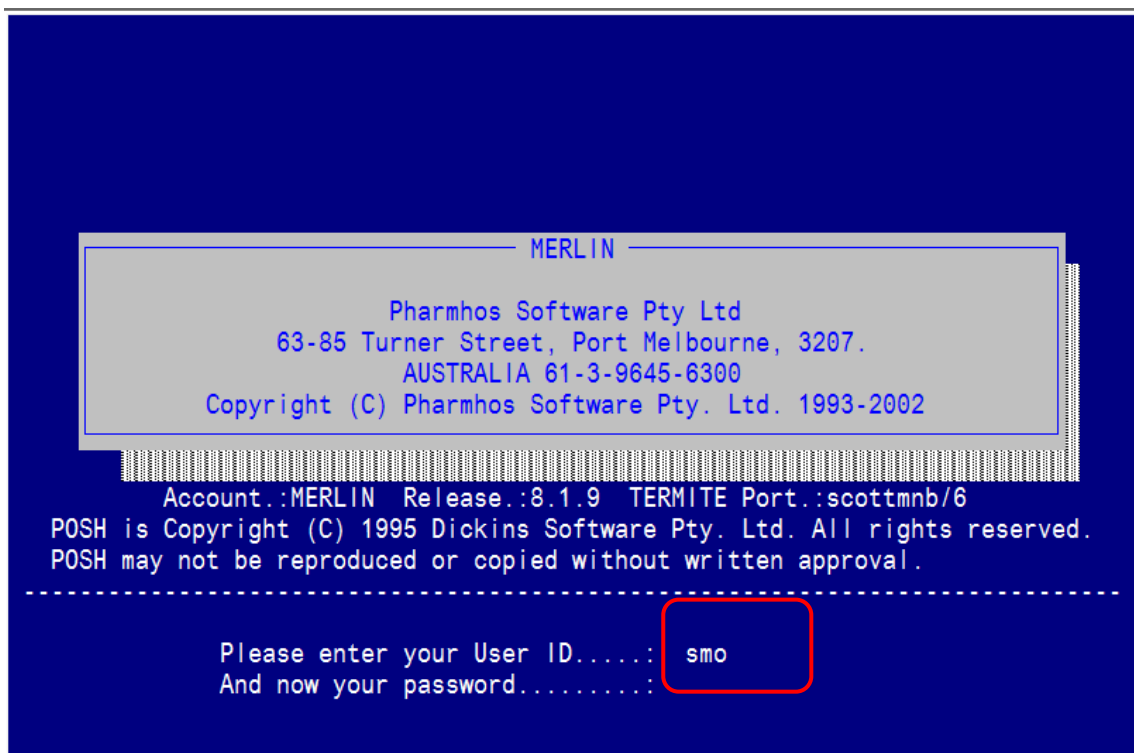 MERLIN
Pharmhos Software Pty Ltd
63-85 Turner Street, Port Melbourne, 3207.
AUSTRALIA 61-3-9645-6300
Copyright (C) Pharmhos Software Pty. Ltd. 1993-2002
Account.:MERLIN Release.:8.1.9 TERMITE Port.:scottmnb/6
POSH is Copyright (C) 1995 Dickins Software Pty. Ltd. All rights reserved.
POSH may not be reproduced or copied without written approval.
Please enter your User ID.....: smo
And now your password.........: